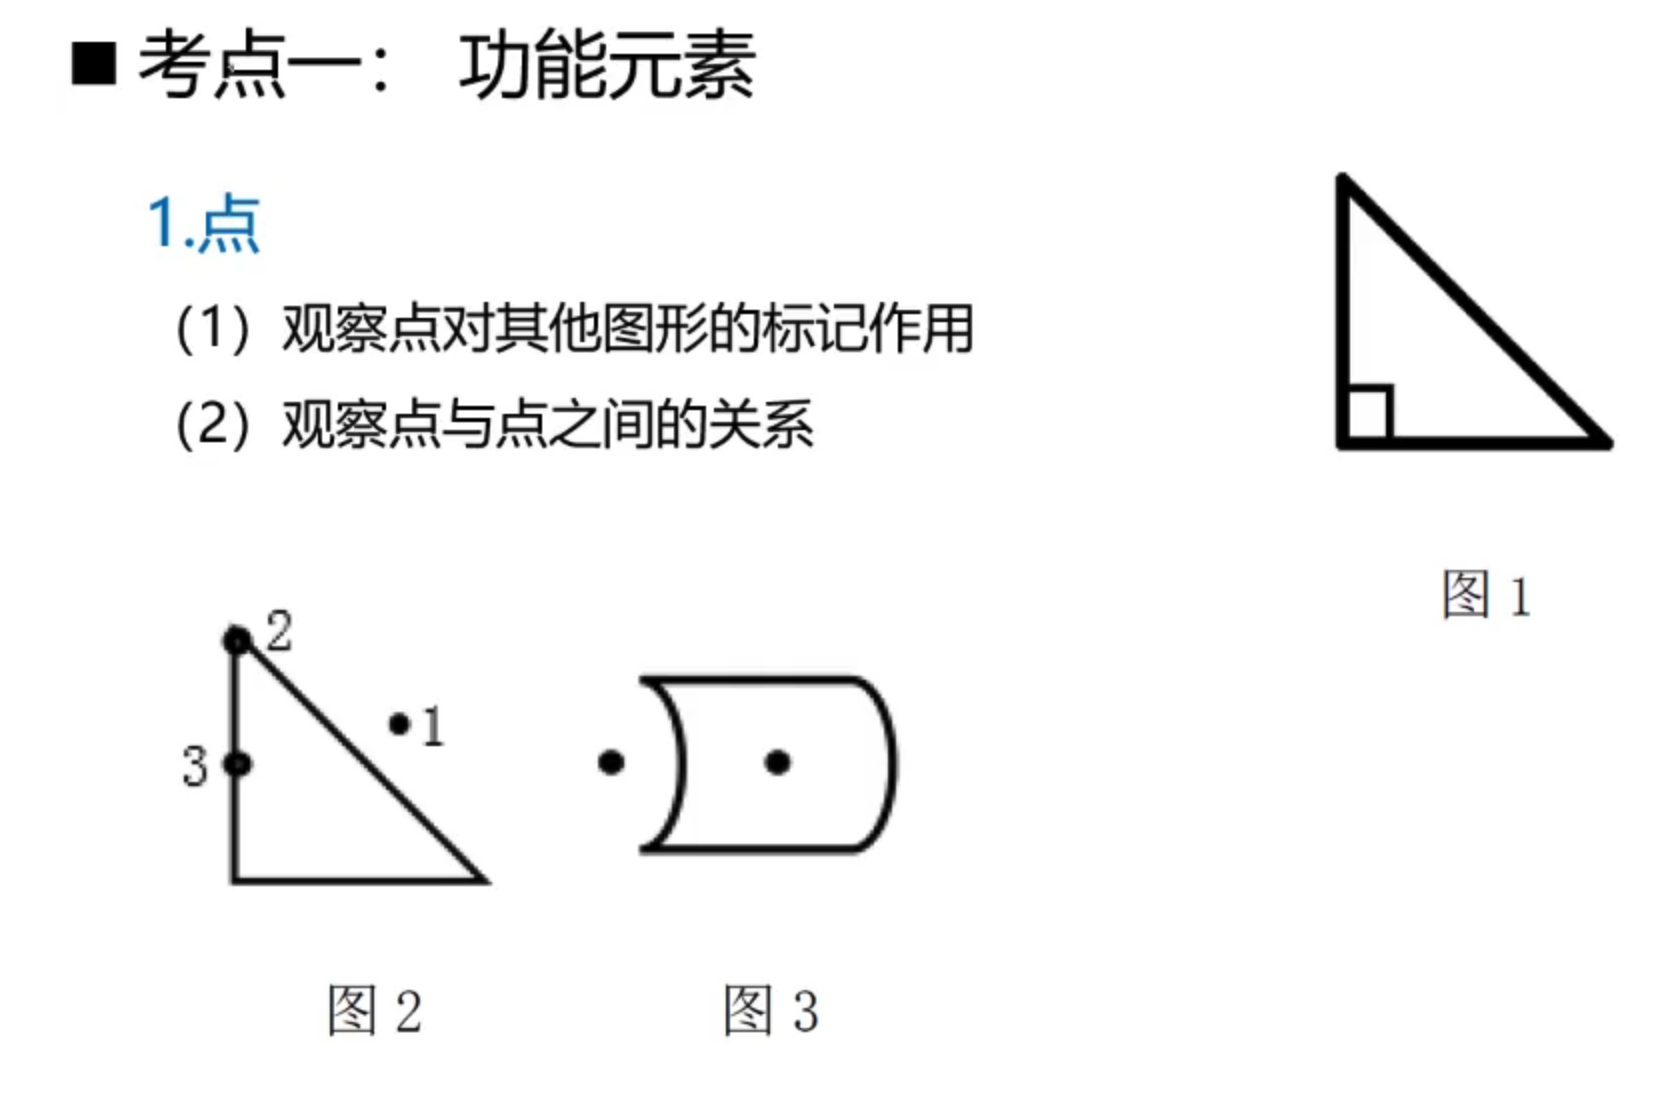 ■ 考点一： 功能元素
1.点
（1）观察点对其他图形的标记作用
（2）观察点与点之间的关系
图 1
2
1
3
图 2
图 3